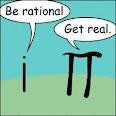 Be rational
Get real.
i
π